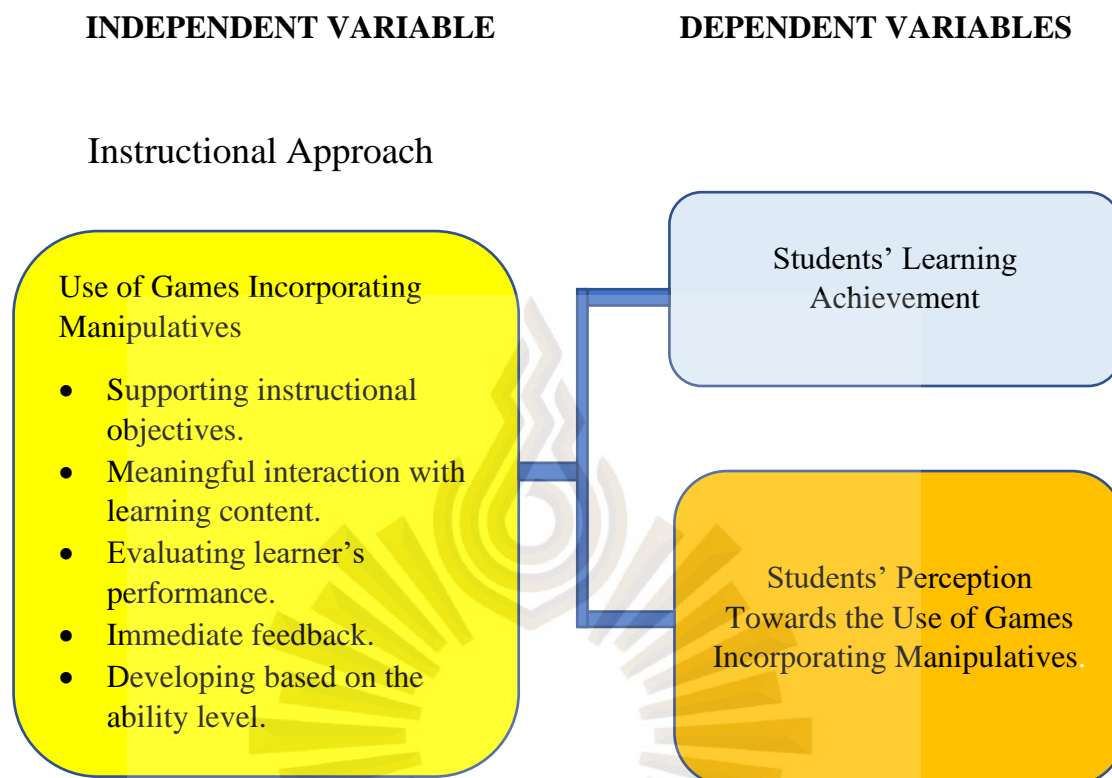 INDEPENDENT VARIABLE
DEPENDENT VARIABLES
Instructional Approach
Use of Games Incorporating
Manipulatives
• Supporting instructional
objectives.
• Meaningful interaction with
learning content.
• Evaluating learner’s
performance.
• Immediate feedback.
• Developing based on the
ability level.
Students’ Learning
Achievement
Students’ Perception
Towards the Use of Games
Incorporating Manipulatives.